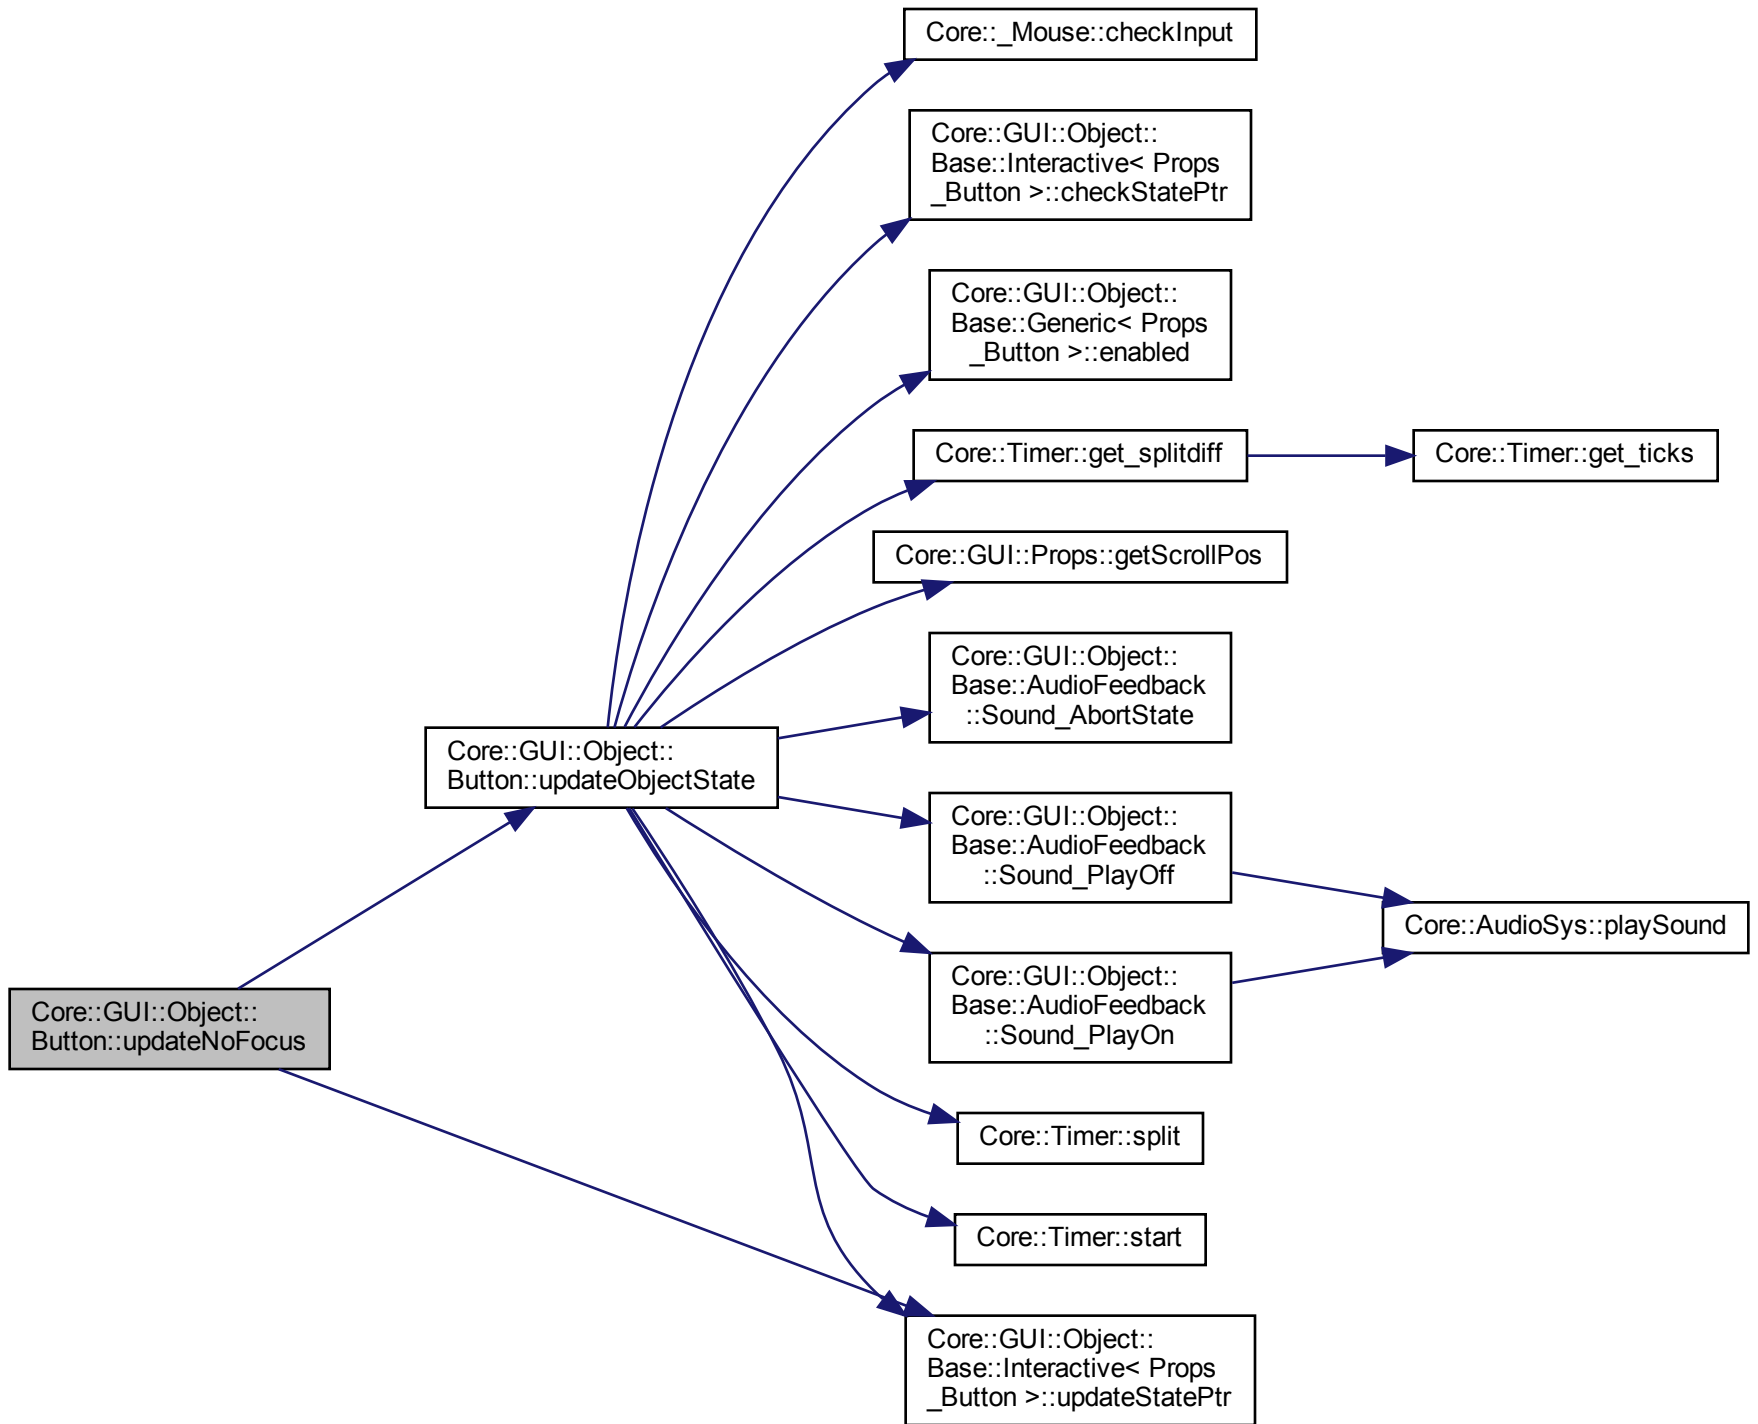 Core::_Mouse::checkInput
Core::GUI::Object::
Base::Interactive< Props
_Button >::checkStatePtr
Core::GUI::Object::
Base::Generic< Props
_Button >::enabled
Core::Timer::get_splitdiff
Core::Timer::get_ticks
Core::GUI::Props::getScrollPos
Core::GUI::Object::
Base::AudioFeedback
::Sound_AbortState
Core::GUI::Object::
Button::updateObjectState
Core::GUI::Object::
Base::AudioFeedback
::Sound_PlayOff
Core::AudioSys::playSound
Core::GUI::Object::
Base::AudioFeedback
::Sound_PlayOn
Core::GUI::Object::
Button::updateNoFocus
Core::Timer::split
Core::Timer::start
Core::GUI::Object::
Base::Interactive< Props
_Button >::updateStatePtr